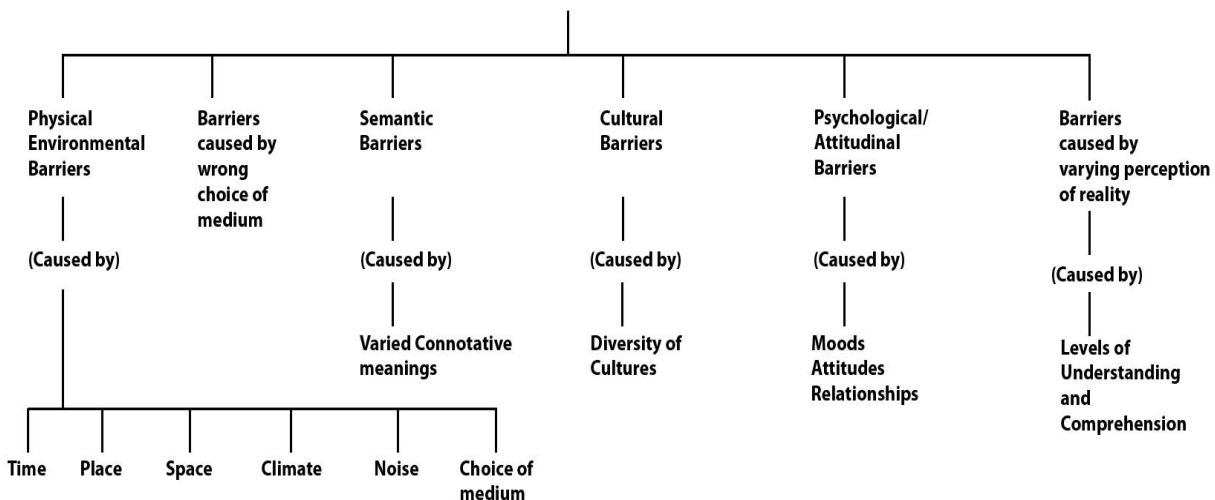 Physical
Environmental
Barriers
Barriers
caused by
wrong
choice of
medium
Semantic
Barriers
Cultural
Barriers
Psychological/
Attitudinal
Barriers
Barriers
caused by
varying perception
of reality
(Caused by)
(Caused by)
(Caused by)
(Caused by)
(Caused by)
Varied Connotative
meanings
Diversity of
Cultures
Moods
Attitudes
Relationships
Levels of
Understanding
and
Comprehension
Time
Place
Space
Climate
Noise
Choice of
medium